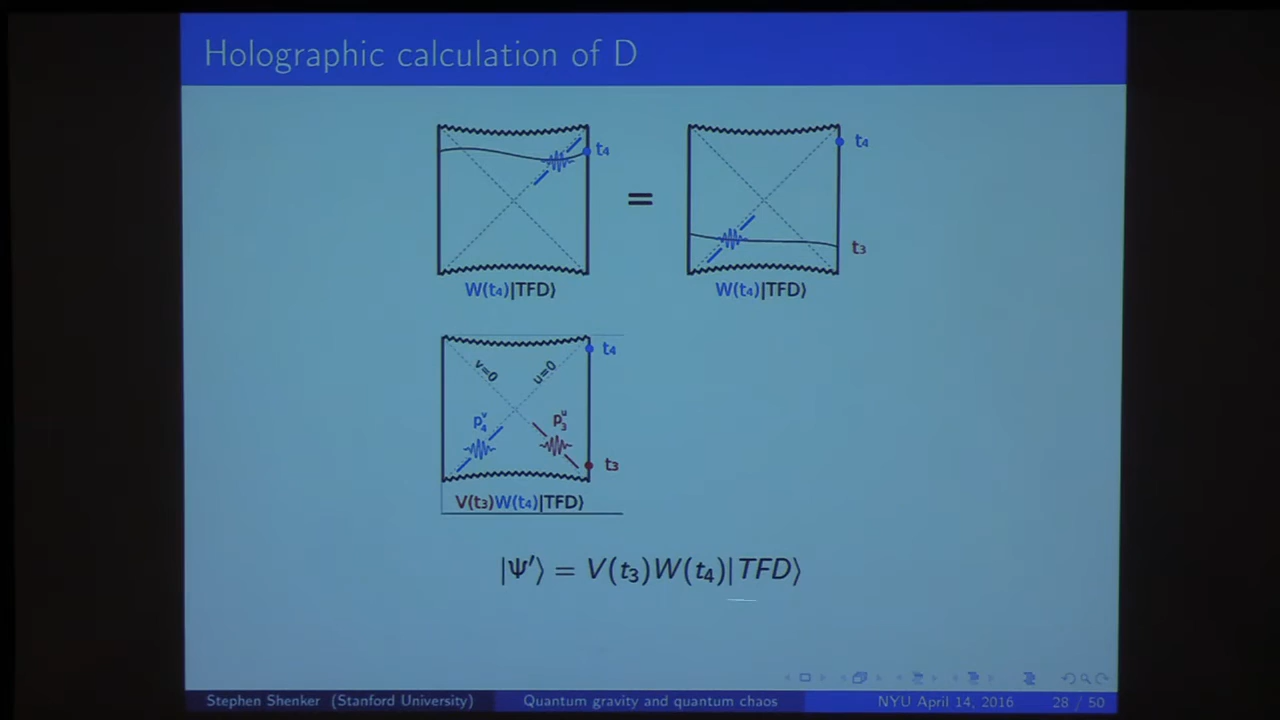 Holographic calculation of D
t₄
=
t₄
t₃
W(t₄)|TFD⟩
W(t₄)|TFD⟩
t₄
v=0
u=0
p₄ᵛ
p₃ᵘ
t₃
V(t₃)W(t₄)|TFD⟩
|Ψ′⟩ = V(t₃)W(t₄)|TFD⟩
Stephen Shenker (Stanford University)
Quantum gravity and quantum chaos
NYU April 14, 2016
28 / 50